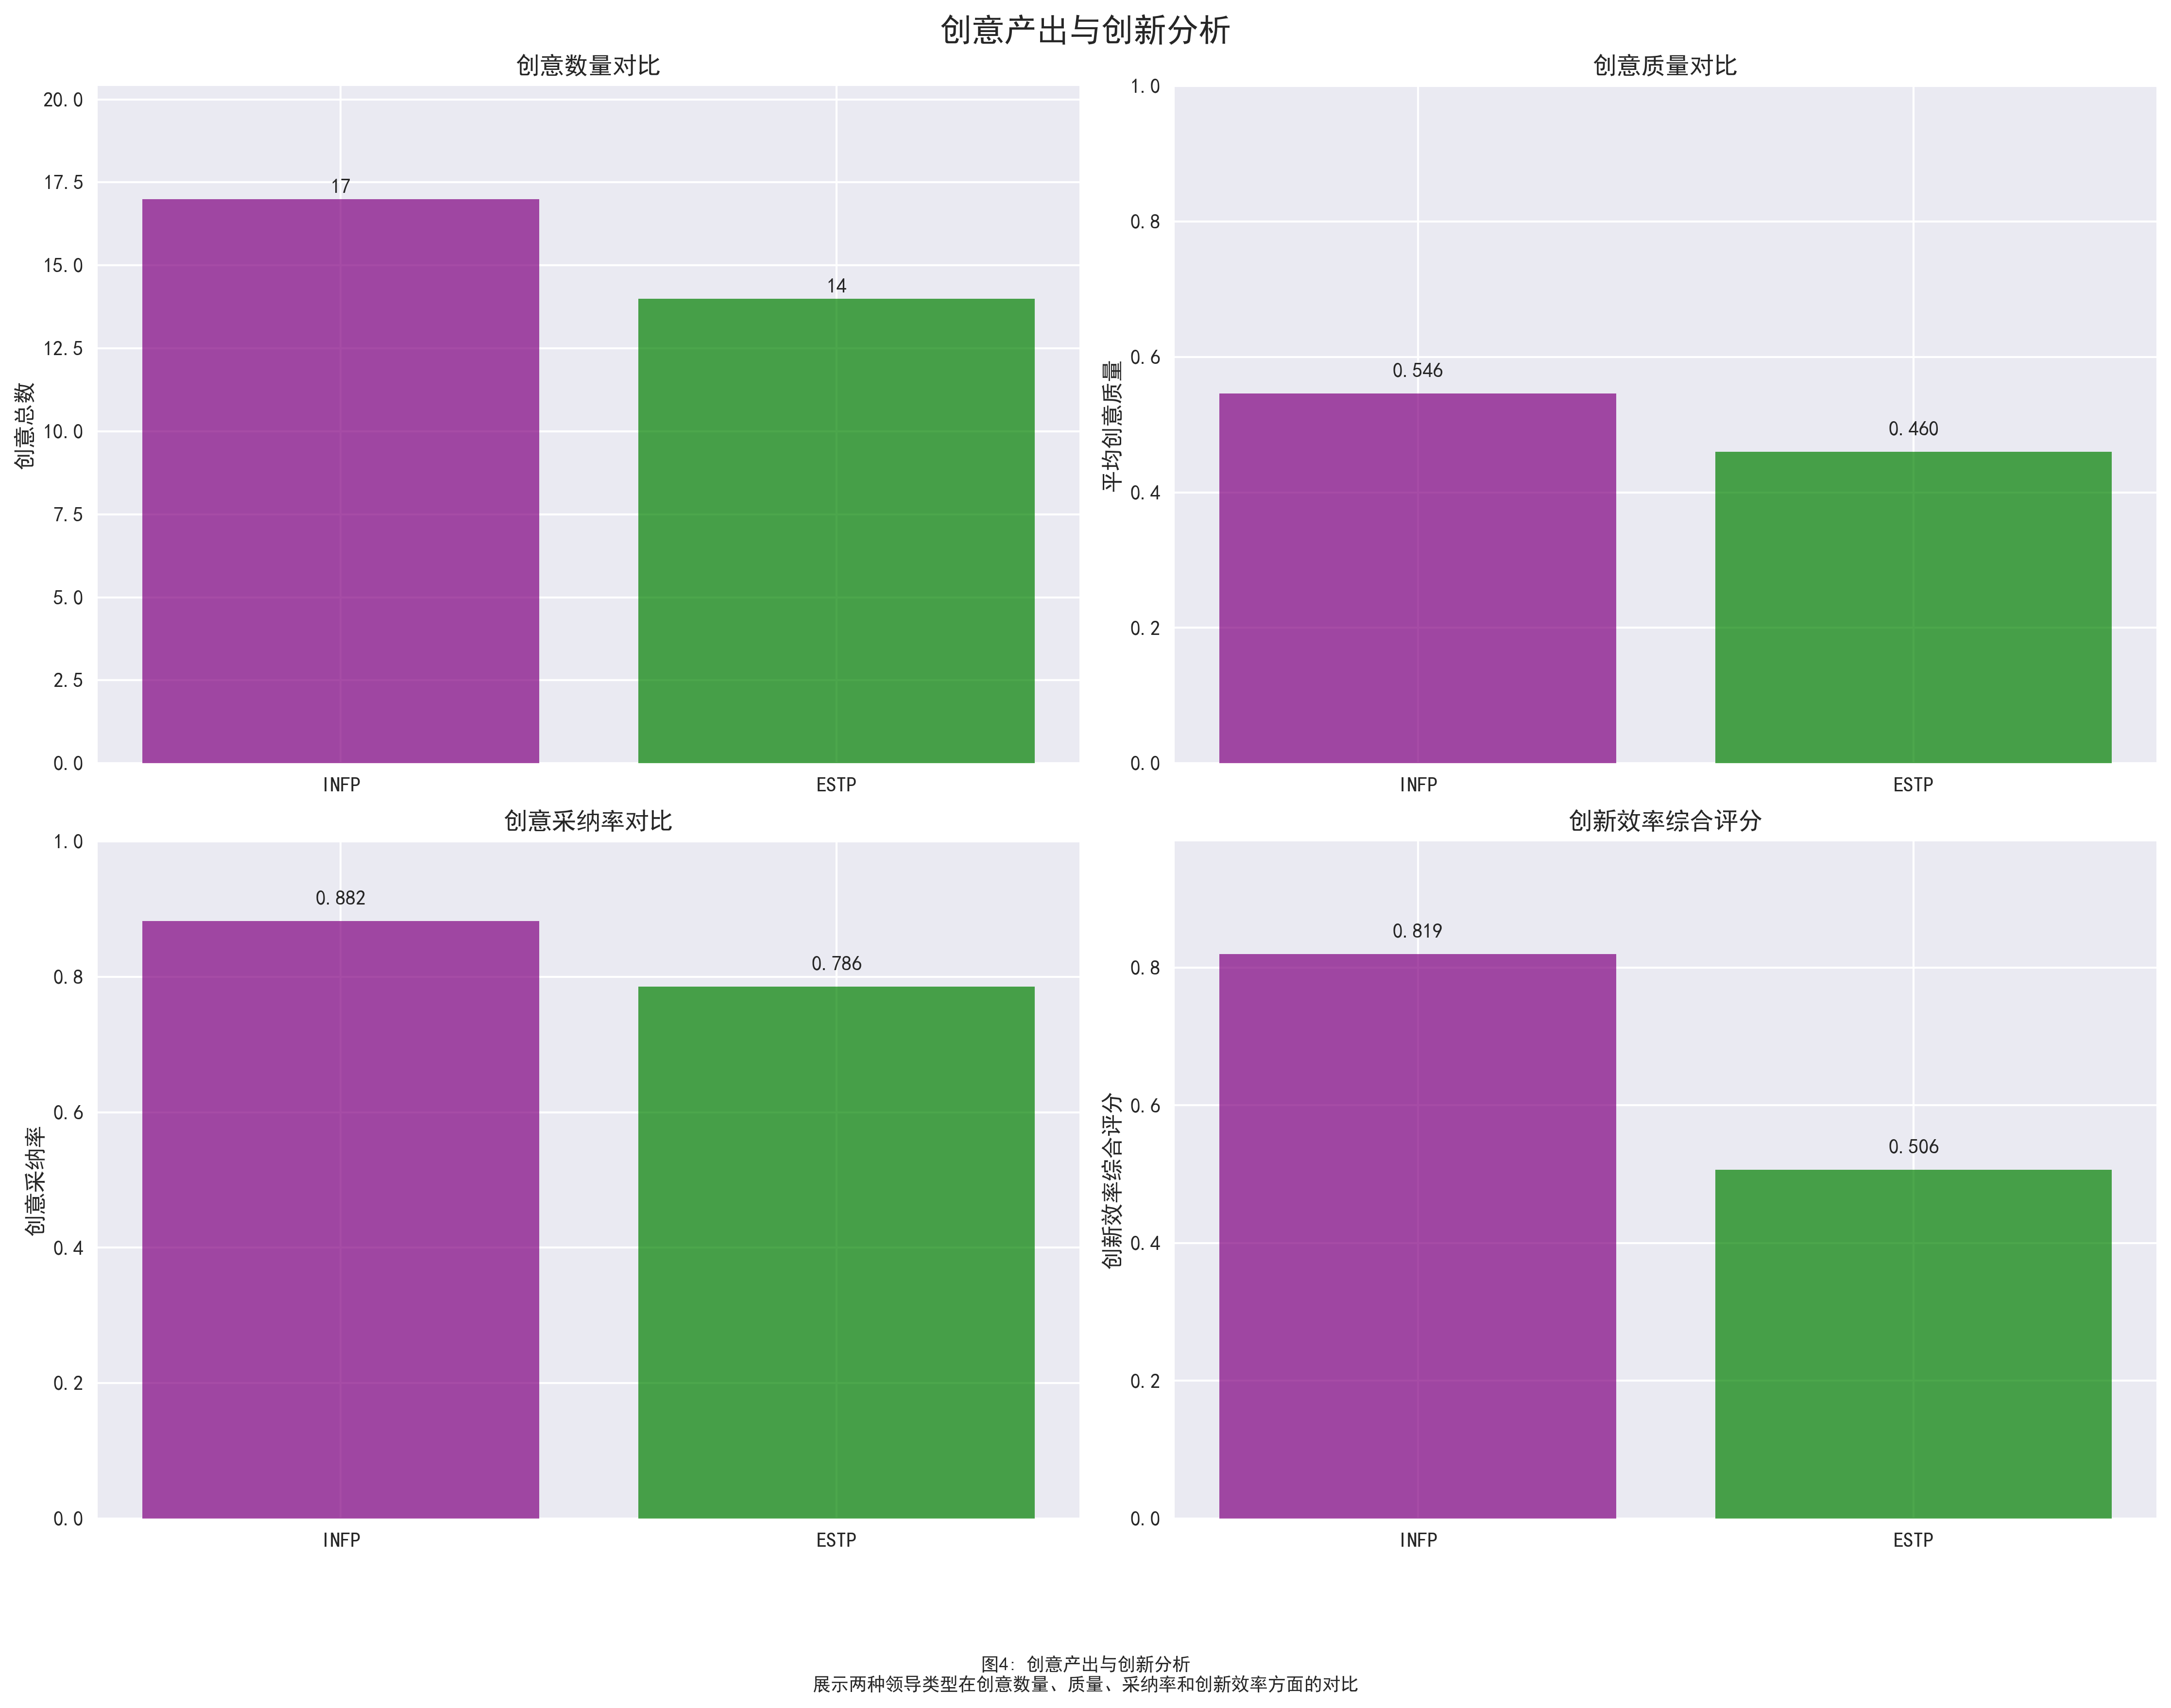 创意产出与创新分析
创意数量对比
20.0
17.5
15.0
12.5
10.0
7.5
5.0
2.5
0.0
创意总数
17
14
INFP
ESTP
创意质量对比
1.0
0.8
0.6
0.4
0.2
0.0
平均创意质量
0.546
0.460
INFP
ESTP
创意采纳率对比
1.0
0.8
0.6
0.4
0.2
0.0
创意采纳率
0.882
0.786
INFP
ESTP
创新效率综合评分
0.8
0.6
0.4
0.2
0.0
创新效率综合评分
0.819
0.506
INFP
ESTP
图4: 创意产出与创新分析
展示两种领导类型在创意数量、质量、采纳率和创新效率方面的对比